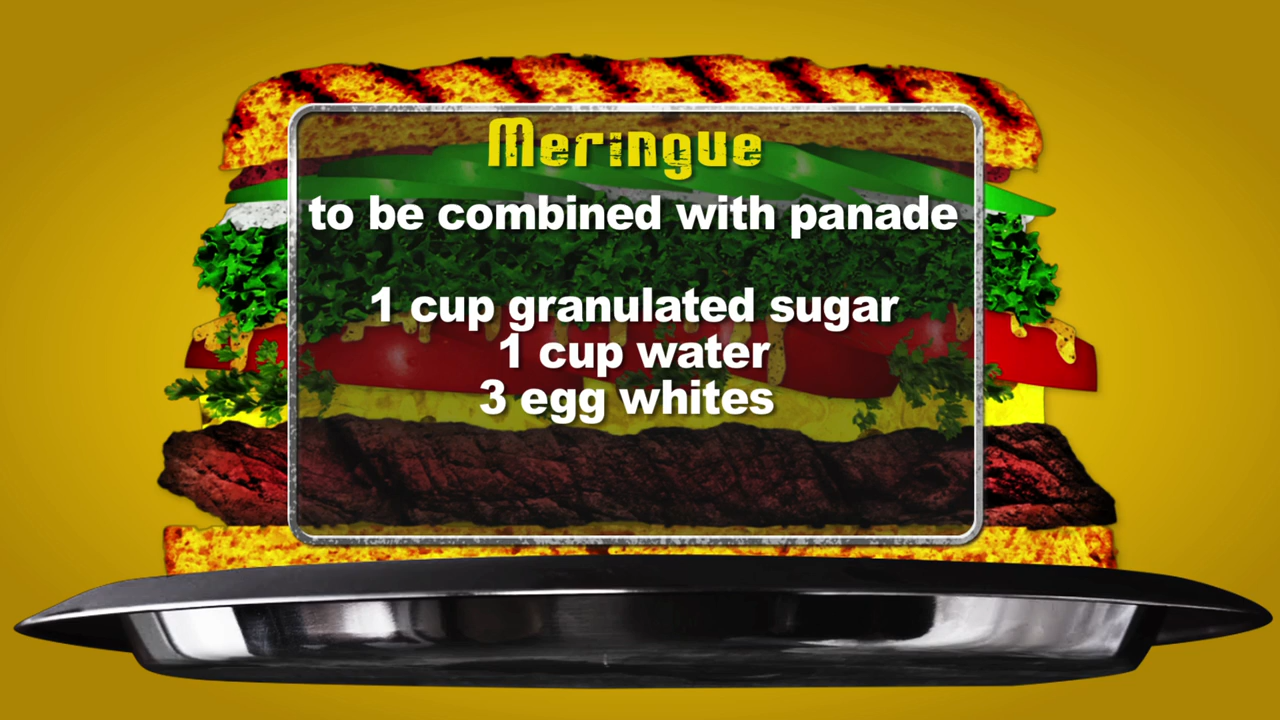 Meringue
to be combined with panade
1 cup granulated sugar
1 cup water
3 egg whites